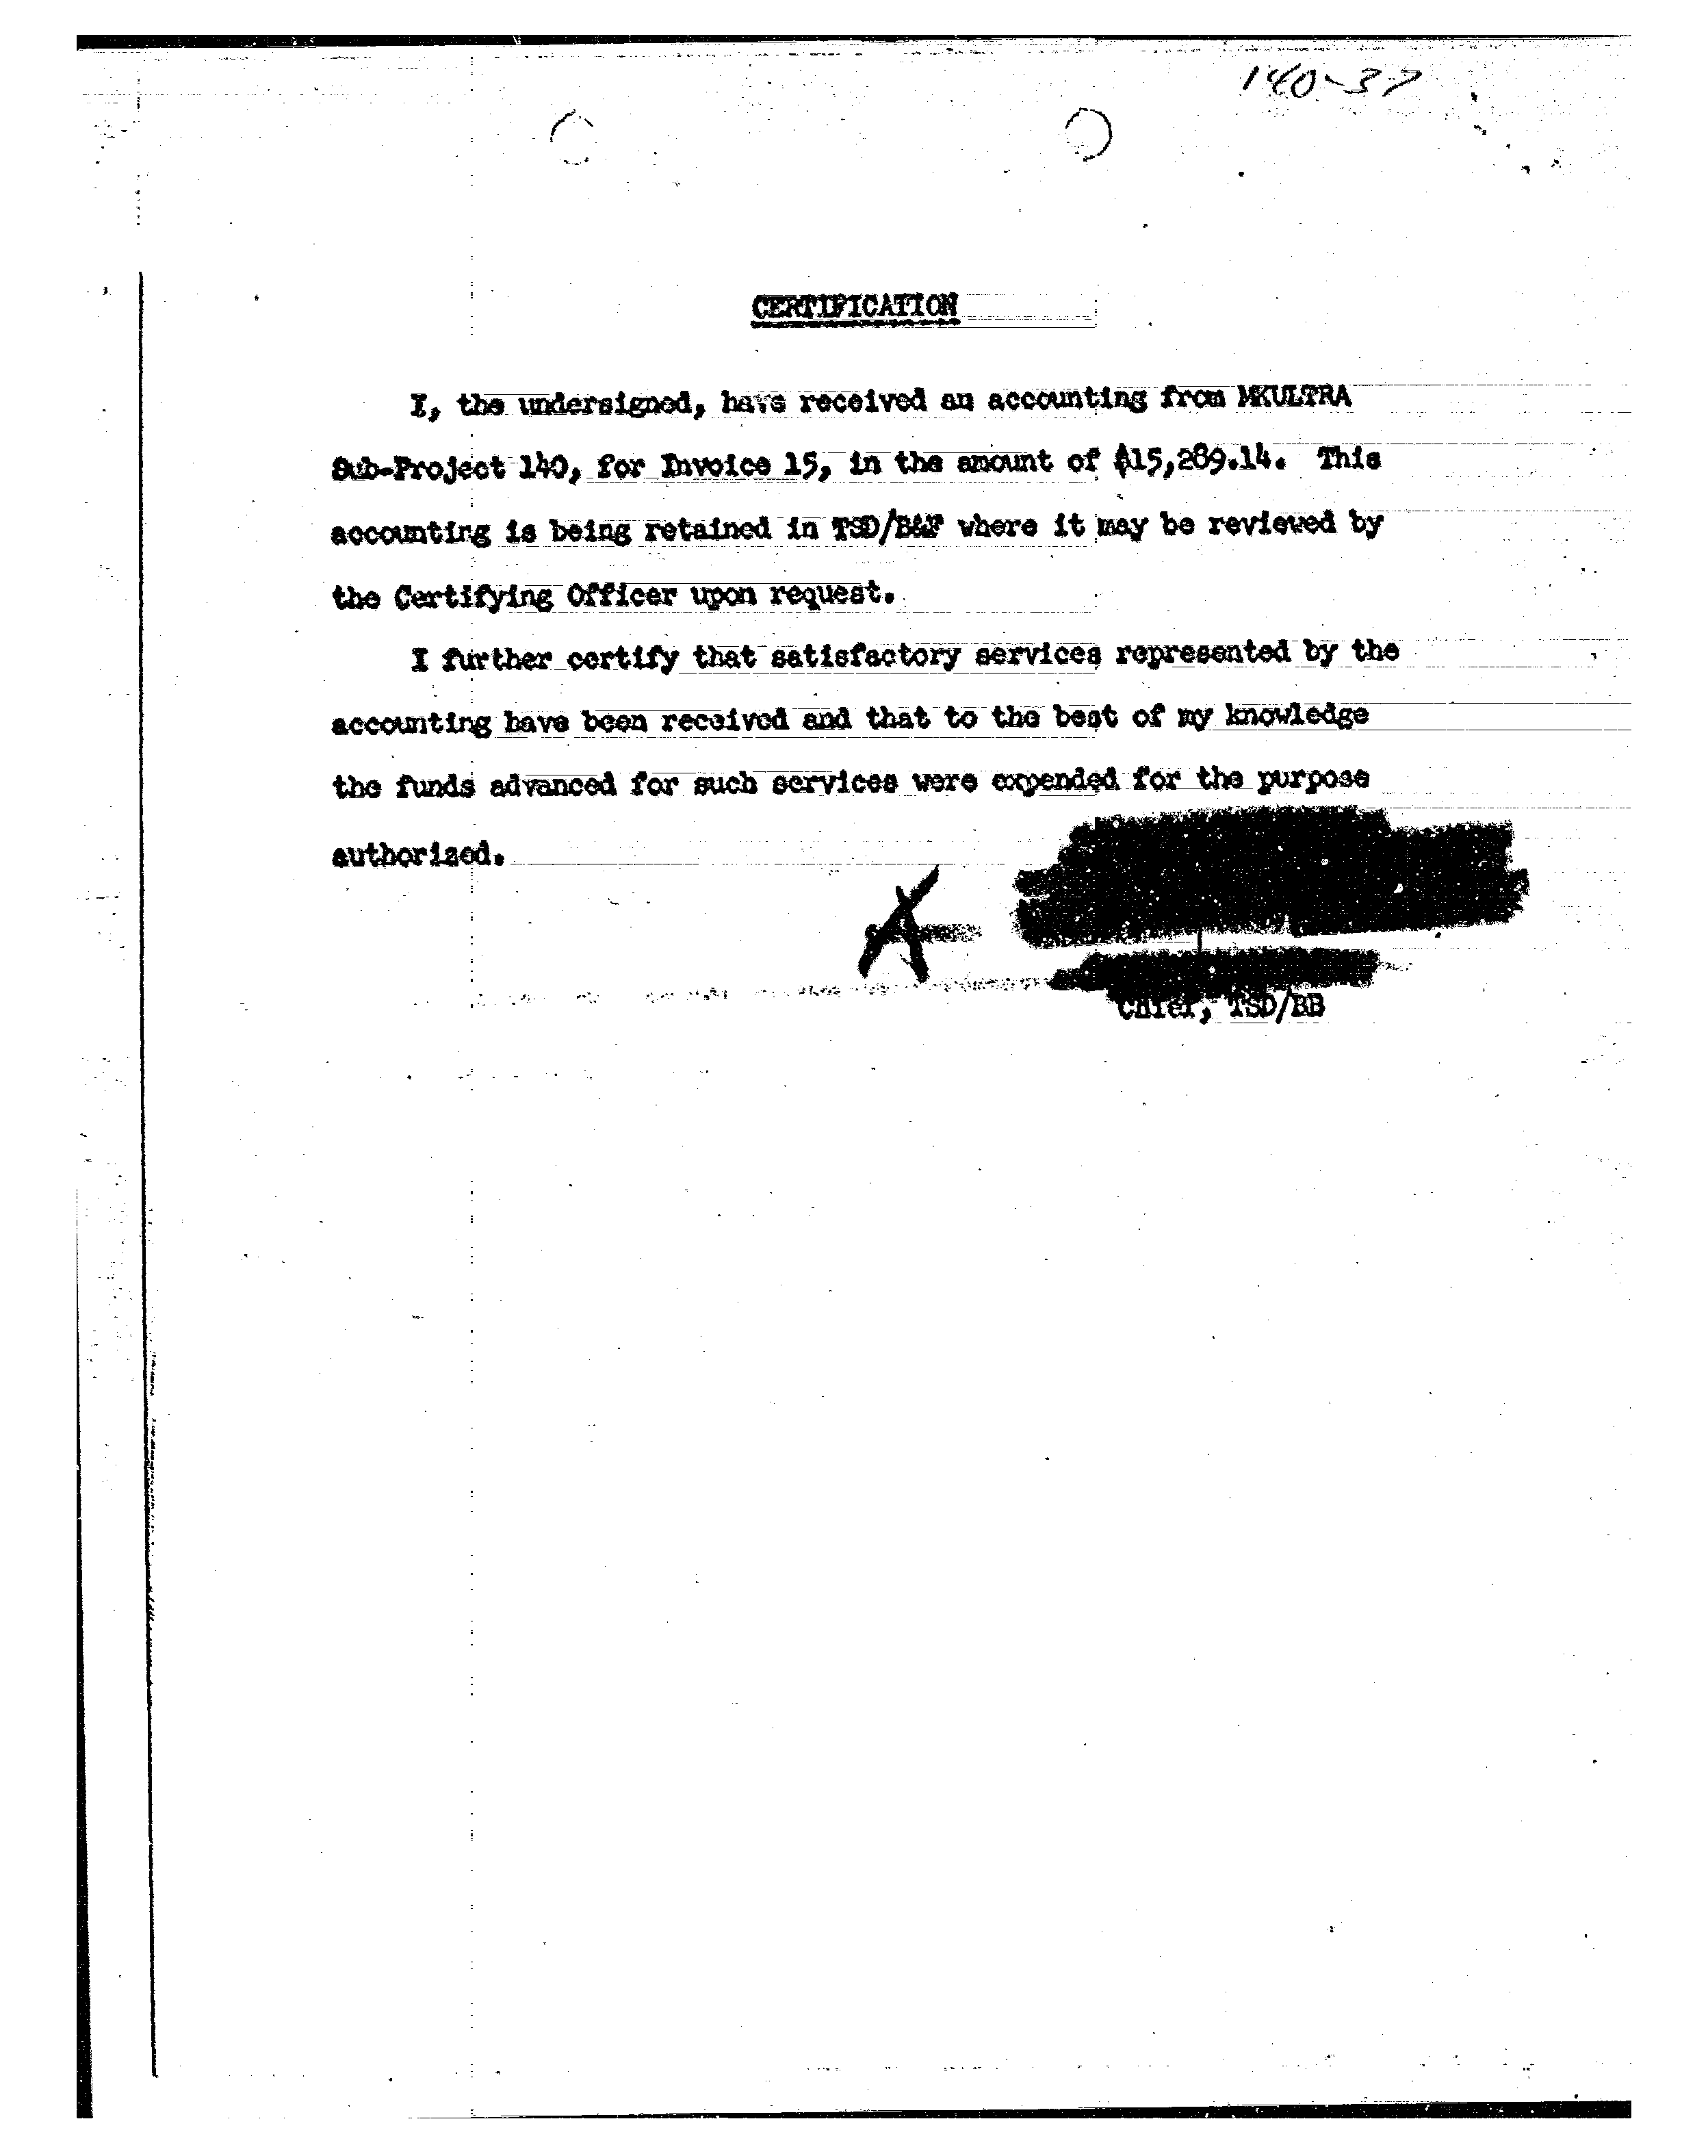 140-37
CERTIFICATION
I, the undersigned, have received an accounting from MKULTRA
Sub-Project 140, for Invoice 15, in the amount of $15,289.14. This
accounting is being retained in TSD/B&F where it may be reviewed by
the Certifying Officer upon request.
I further certify that satisfactory services represented by the
accounting have been received and that to the best of my knowledge
the funds advanced for such services were expended for the purpose
authorized.
A
Chief, TSD/BB